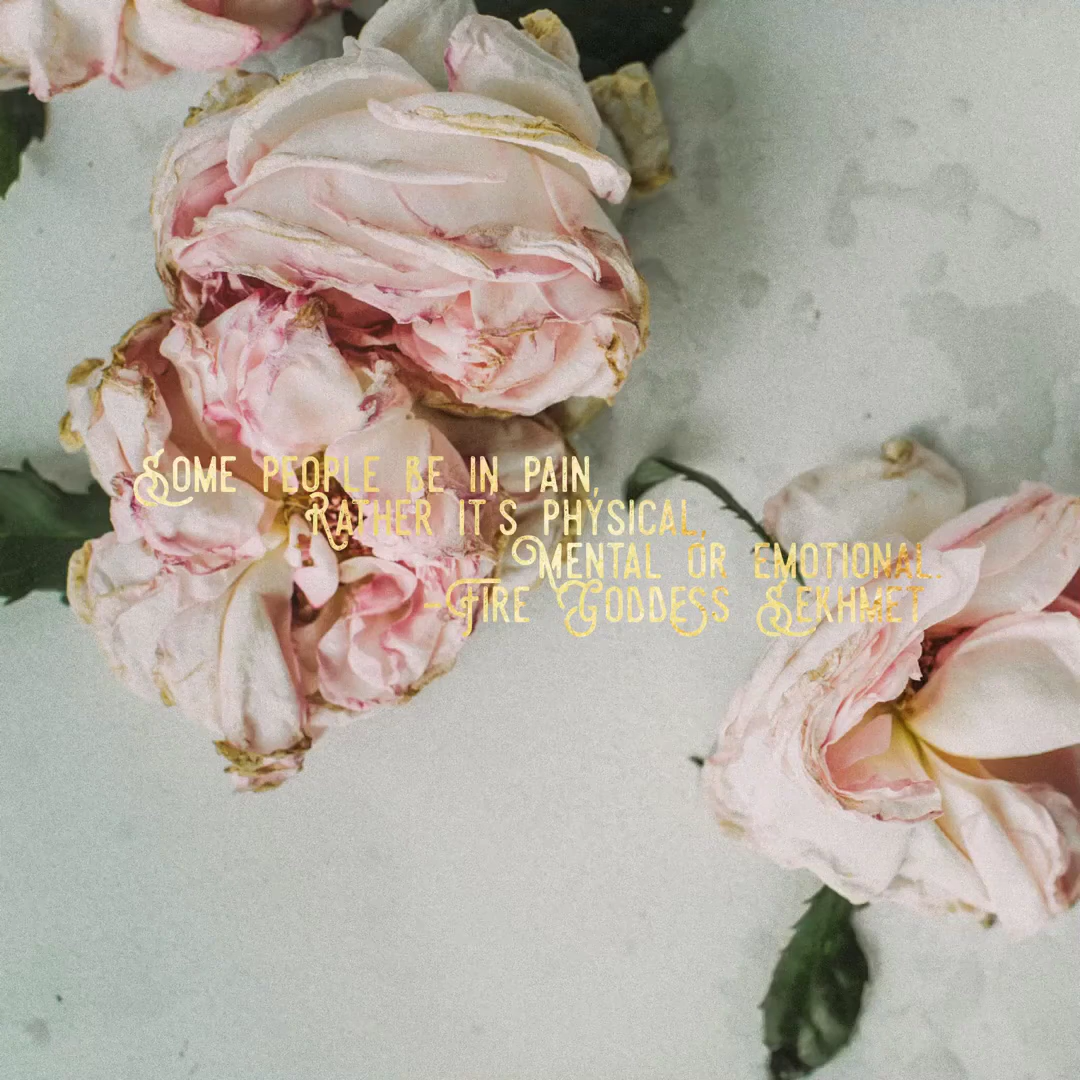 Some people be in pain,
Rather it's physical,
Mental or emotional.
-Fire Goddess Sekhmet